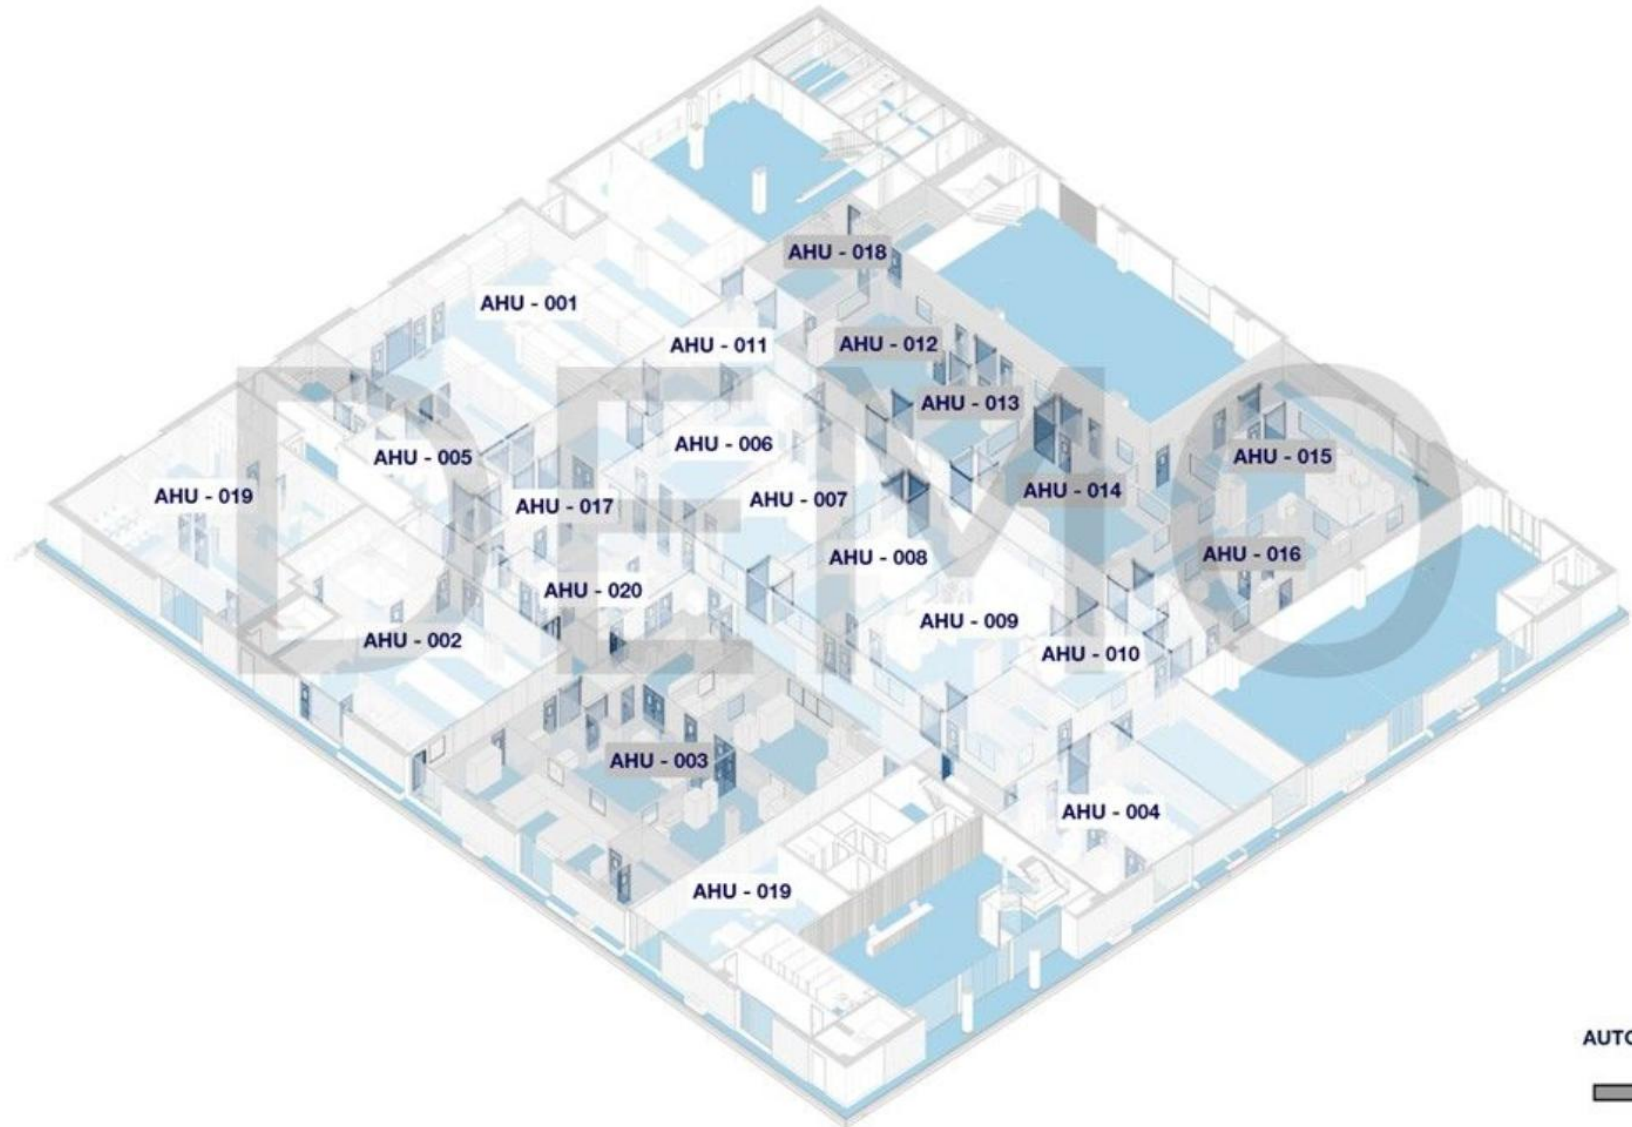 AHU - 018
AHU - 001
AHU - 011
AHU - 012
AHU - 013
AHU - 006
AHU - 005
AHU - 015
AHU - 019
AHU - 007
AHU - 014
AHU - 017
AHU - 008
AHU - 016
AHU - 020
AHU - 009
AHU - 002
AHU - 010
AHU - 003
AHU - 004
AHU - 019
DEMO